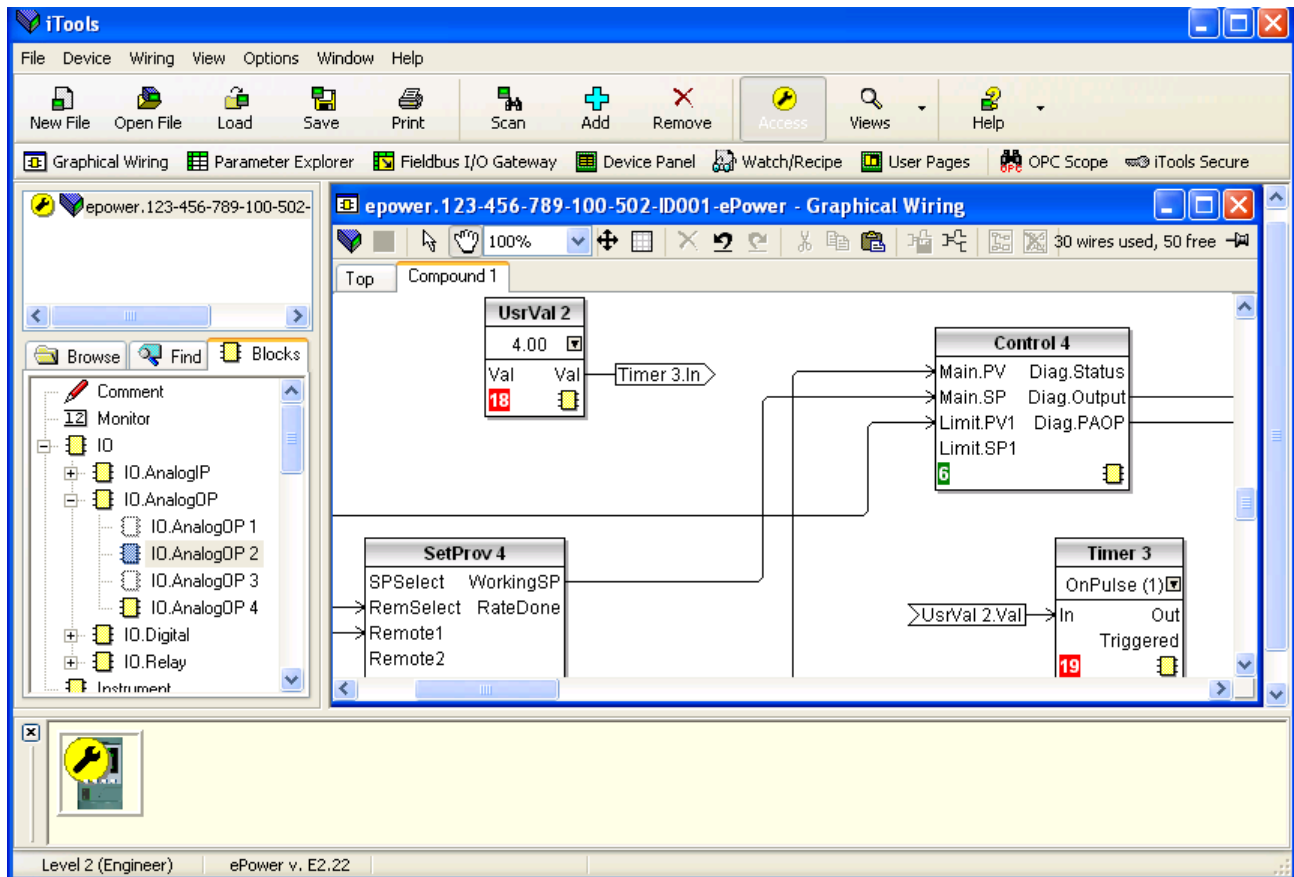 iTools
File Device Wiring View Options Window Help
New File Open File Load Save Print Scan Add Remove Access Views Help
Graphical Wiring Parameter Explorer Fieldbus I/O Gateway Device Panel Watch/Recipe User Pages OPC OPC Scope iTools Secure
epower.123-456-789-100-502-
epower.123-456-789-100-502-ID001-ePower - Graphical Wiring
100% 30 wires used, 50 free
Top Compound 1
Browse Find Blocks
Comment
12 Monitor
IO
IO.AnalogIP
IO.AnalogOP
IO.AnalogOP 1
IO.AnalogOP 2
IO.AnalogOP 3
IO.AnalogOP 4
IO.Digital
IO.Relay
Instrument
UsrVal 2
4.00
Val Val
18
Timer 3.In
Control 4
Main.PV Diag.Status
Main.SP Diag.Output
Limit.PV1 Diag.PAOP
Limit.SP1
6
SetProv 4
SPSelect WorkingSP
RemSelect RateDone
Remote1
Remote2
UsrVal 2.Val
Timer 3
OnPulse (1)
In Out
Triggered
19
Level 2 (Engineer) ePower v. E2.22